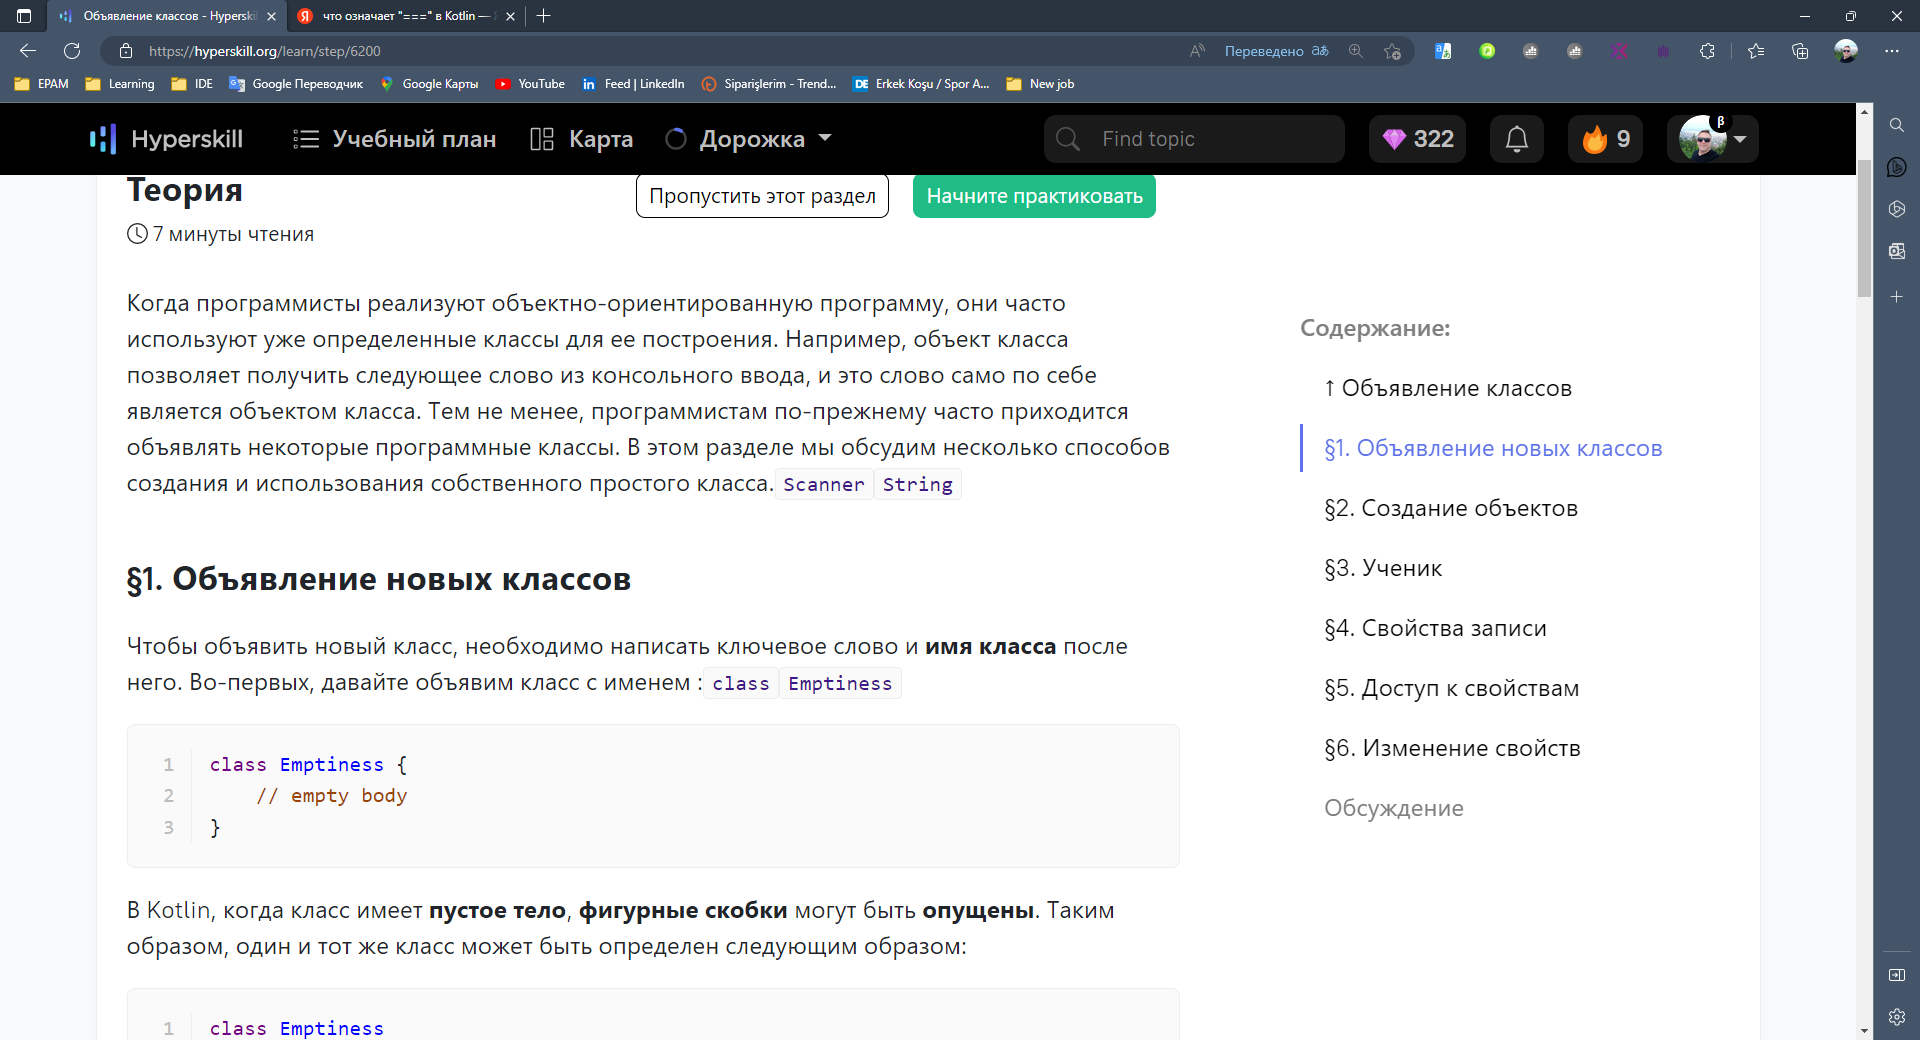 Объявление классов - Hyperski
что означает "===" в Kotlin —
https://hyperskill.org/learn/step/6200
Переведено
EPAM
Learning
IDE
Google Переводчик
Google Карты
YouTube
Feed | LinkedIn
Siparişlerim - Trend...
Erkek Koşu / Spor A...
New job
Hyperskill
Учебный план
Карта
Дорожка
Find topic
322
9
β
Теория
Пропустить этот раздел
Начните практиковать
7 минуты чтения
Когда программисты реализуют объектно-ориентированную программу, они часто
используют уже определенные классы для ее построения. Например, объект класса
позволяет получить следующее слово из консольного ввода, и это слово само по себе
является объектом класса. Тем не менее, программистам по-прежнему часто приходится
объявлять некоторые программные классы. В этом разделе мы обсудим несколько способов
создания и использования собственного простого класса. Scanner String
§1. Объявление новых классов
Чтобы объявить новый класс, необходимо написать ключевое слово и имя класса после
него. Во-первых, давайте объявим класс с именем : class Emptiness
1 class Emptiness {
2 // empty body
3 }
В Kotlin, когда класс имеет пустое тело, фигурные скобки могут быть опущены. Таким
образом, один и тот же класс может быть определен следующим образом:
1 class Emptiness
Содержание:
↑ Объявление классов
§1. Объявление новых классов
§2. Создание объектов
§3. Ученик
§4. Свойства записи
§5. Доступ к свойствам
§6. Изменение свойств
Обсуждение